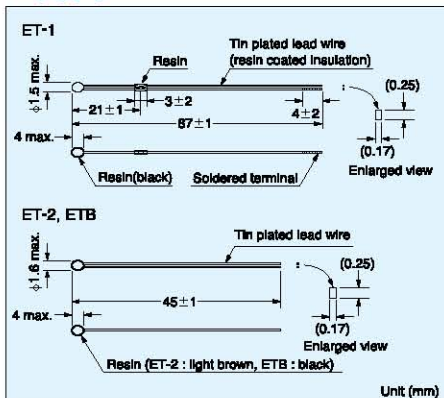 ET-1
Resin
Tin plated lead wire
(resin coated insulation)
φ1.5 max.
(0.25)
21±1
3±2
4±2
87±1
4 max.
(0.17)
Enlarged view
Resin(black)
Soldered terminal
ET-2, ETB
Tin plated lead wire
φ1.6 max.
(0.25)
45±1
4 max.
(0.17)
Enlarged view
Resin (ET-2 : light brown, ETB : black)
Unit (mm)